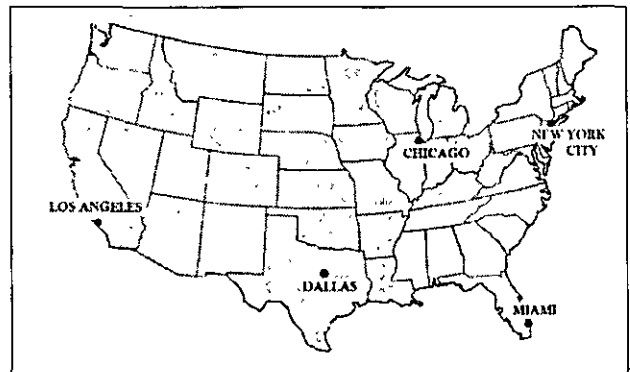 NEW YORK
CITY
CHICAGO
LOS ANGELES
DALLAS
MIAMI